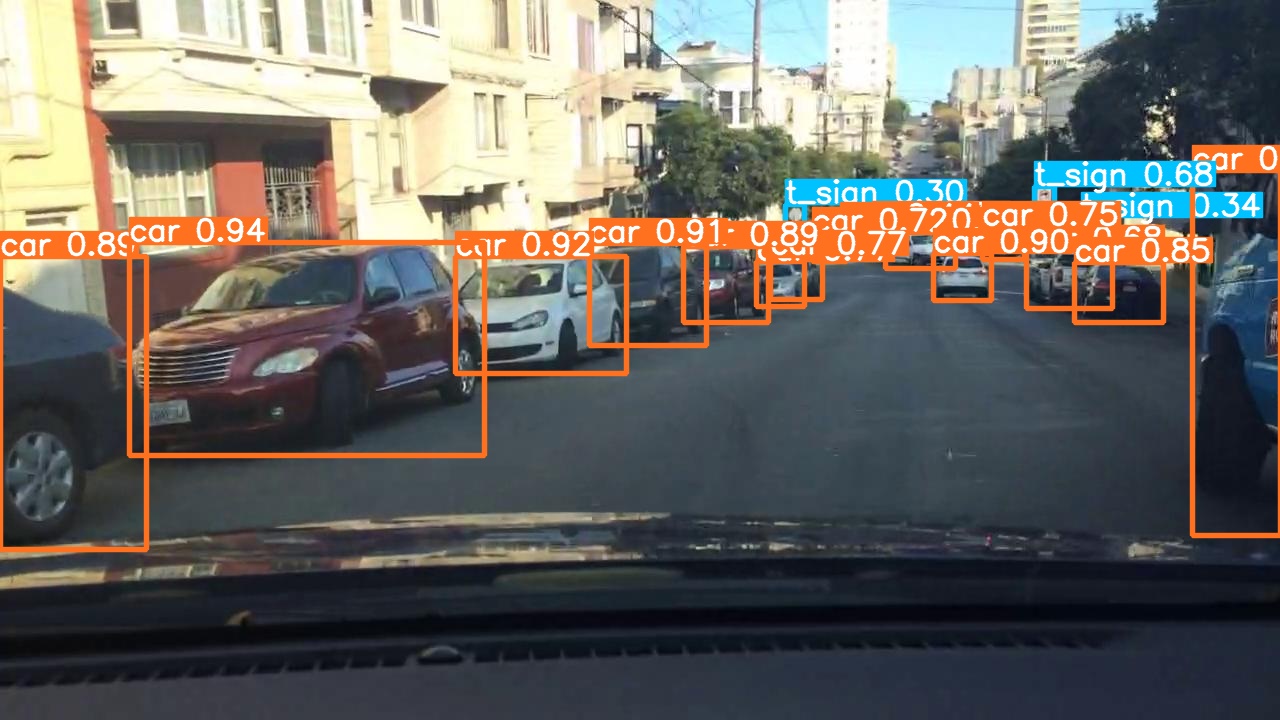 t_sign 0.68
car 0
t_sign 0.30
sign 0.34
car 0.94
car 0.89
car 0.92
car 0.91
0.89
car 0.72
car 0.75
0.77
car 0.90
0.68
car 0.85